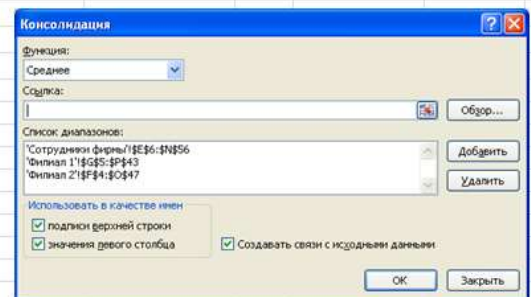 Консолидация
Функция:
Среднее
Ссылка:
Обзор...
Список диапазонов:
'Сотрудники фирмы'!$E$6:$N$56
'Филиал 1'!$G$5:$P$43
'Филиал 2'!$F$4:$O$47
Добавить
Удалить
Использовать в качестве имен
подписи верхней строки
значения левого столбца
Создавать связи с исходными данными
ОК
Закрыть